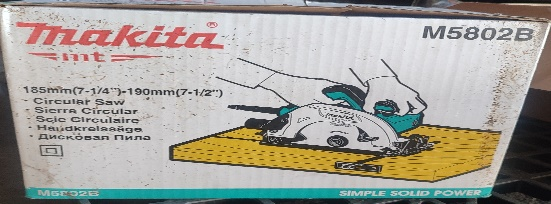 makita®
M5802B
mt
185mm(7-1/4")-190mm(7-1/2")
· Circular Saw
· Sierra Circular
· Scie Circulaire
· Handkreissäge
· Дисковая Пила
M5802B
SIMPLE SOLID POWER